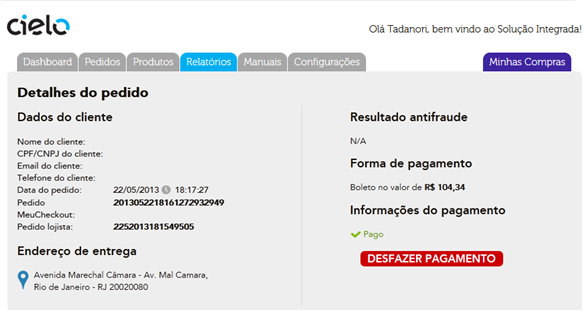 cielo
Olá Tadanori, bem vindo ao Solução Integrada!
Dashboard Pedidos Produtos Relatórios Manuais Configurações Minhas Compras
Detalhes do pedido
Dados do cliente
Nome do cliente:
CPF/CNPJ do cliente:
Email do cliente:
Telefone do cliente:
Data do pedido: 22/05/2013 18:17:27
Pedido 2013052218161272932949
MeuCheckout:
Pedido lojista: 2252013181549505
Endereço de entrega
Avenida Marechal Câmara - Av. Mal Camara,
Rio de Janeiro - RJ 20020080
Resultado antifraude
N/A
Forma de pagamento
Boleto no valor de R$ 104,34
Informações do pagamento
Pago
DESFAZER PAGAMENTO